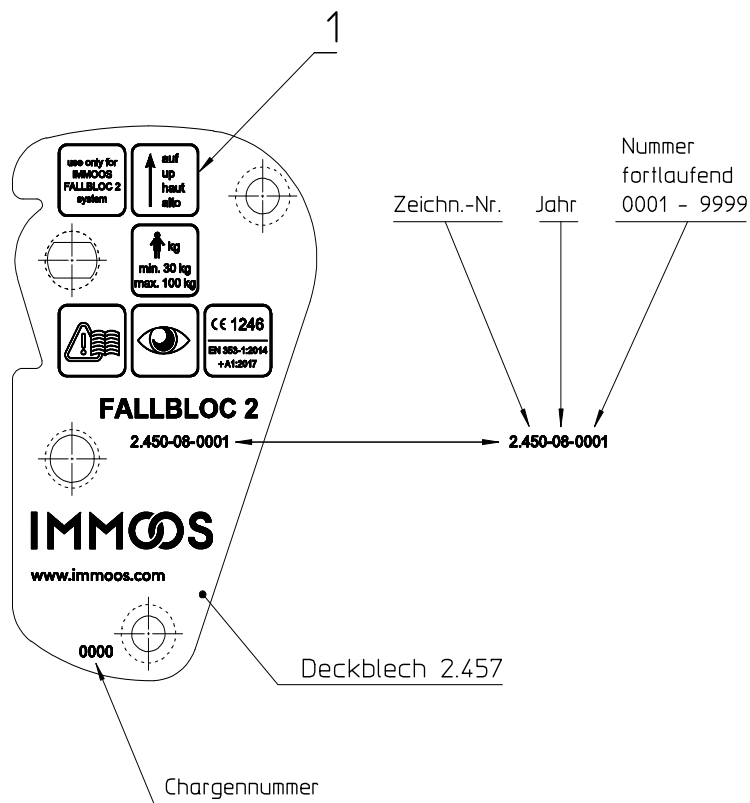 1
use only for
IMMOOS
FALLBLOC 2
system
auf
up
haut
alto
kg
min. 30 kg
max. 100 kg
CE 1246
EN 353-1:2014
+A1:2017
FALLBLOC 2
2.450-08-0001
IMMOOS
www.immoos.com
0000
Nummer
fortlaufend
0001 - 9999
Zeichn.-Nr.
Jahr
2.450-08-0001
Deckblech 2.457
Chargennummer